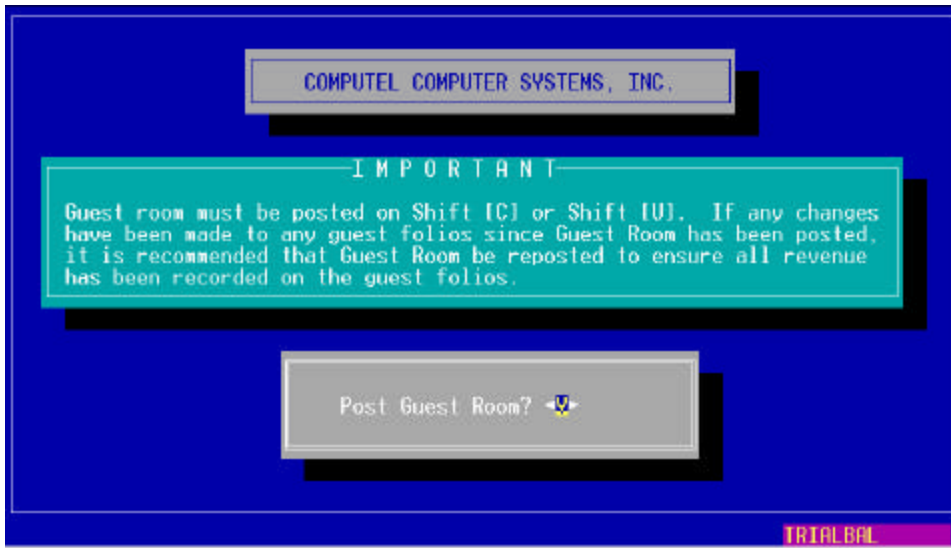 COMPUTEL COMPUTER SYSTEMS, INC.
IMPORTANT
Guest room must be posted on Shift [C] or Shift [U]. If any changes
have been made to any guest folios since Guest Room has been posted,
it is recommended that Guest Room be reposted to ensure all revenue
has been recorded on the guest folios.
Post Guest Room?
TRIALBAL